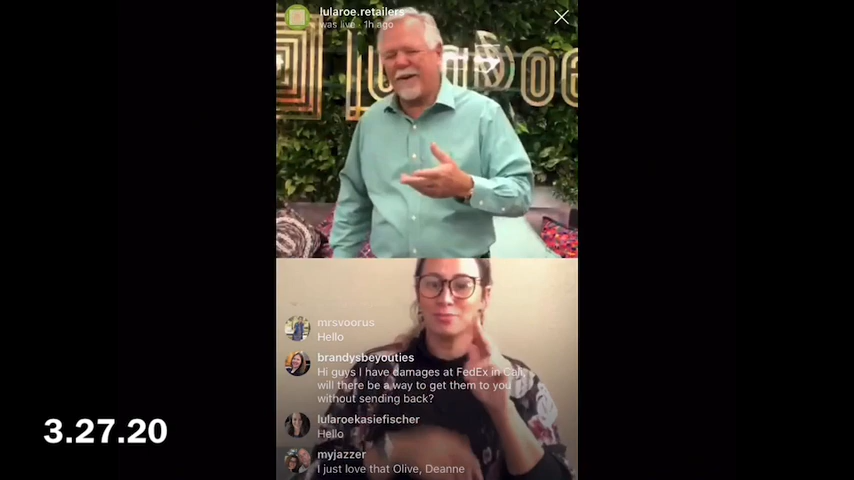 lularoe.retailers
was live · 1h ago
mrsvoorus
Hello
brandysbeyouties
Hi guys I have damages at FedEx in Cali,
will there be a way to get them to you
without sending back?
lularoekasiefischer
Hello
myjazzer
I just love that Olive, Deanne
3.27.20